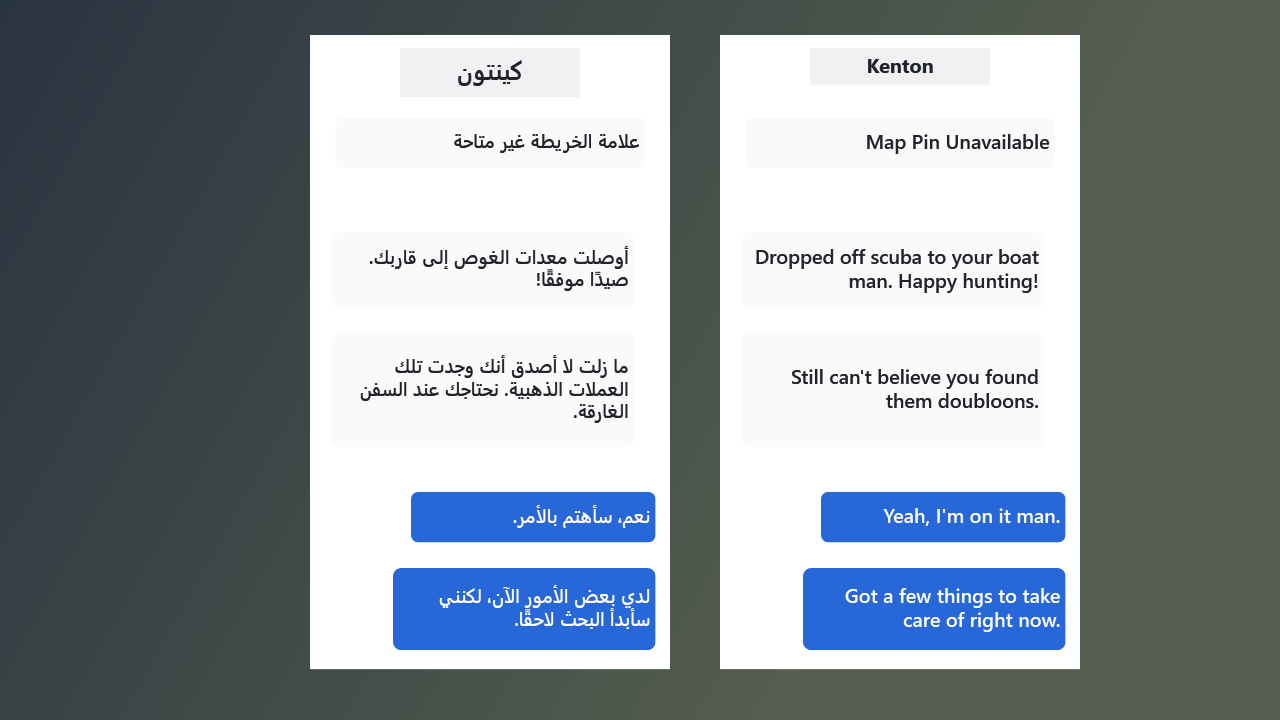 كينتون
علامة الخريطة غير متاحة
أوصلت معدات الغوص إلى قاربك.
صيدًا موفقًا!
ما زلت لا أصدق أنك وجدت تلك
العملات الذهبية. نحتاجك عند السفن
الغارقة.
نعم، سأهتم بالأمر.
لدي بعض الأمور الآن، لكنني
سأبدأ البحث لاحقًا.
Kenton
Map Pin Unavailable
Dropped off scuba to your boat
man. Happy hunting!
Still can't believe you found
them doubloons.
Yeah, I'm on it man.
Got a few things to take
care of right now.